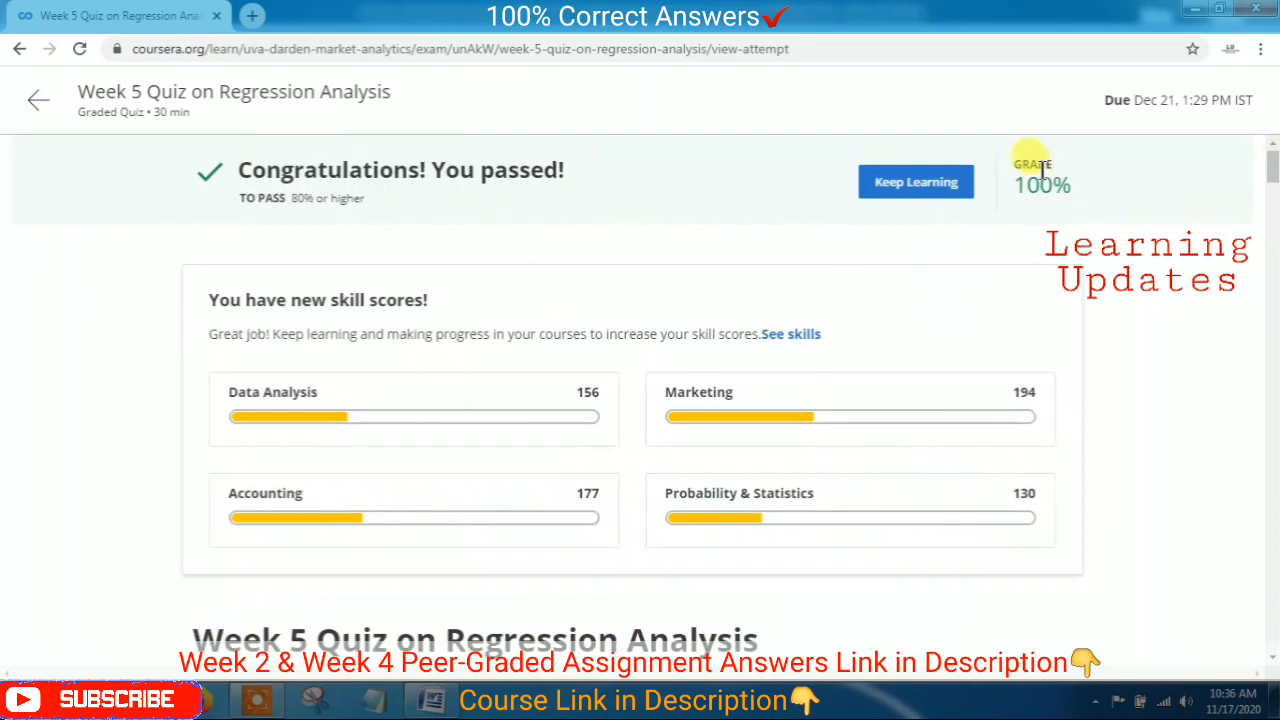 Week 5 Quiz on Regression Ana
100% Correct Answers
coursera.org/learn/uva-darden-market-analytics/exam/unAkW/week-5-quiz-on-regression-analysis/view-attempt
Week 5 Quiz on Regression Analysis
Graded Quiz • 30 min
Due Dec 21, 1:29 PM IST
Congratulations! You passed!
TO PASS 80% or higher
Keep Learning
GRADE
100%
Learning
Updates
You have new skill scores!
Great job! Keep learning and making progress in your courses to increase your skill scores.See skills
Data Analysis 156
Marketing 194
Accounting 177
Probability & Statistics 130
Week 5 Quiz on Regression Analysis
Week 2 & Week 4 Peer-Graded Assignment Answers Link in Description👇
SUBSCRIBE
Course Link in Description👇
10:36 AM
11/17/2020